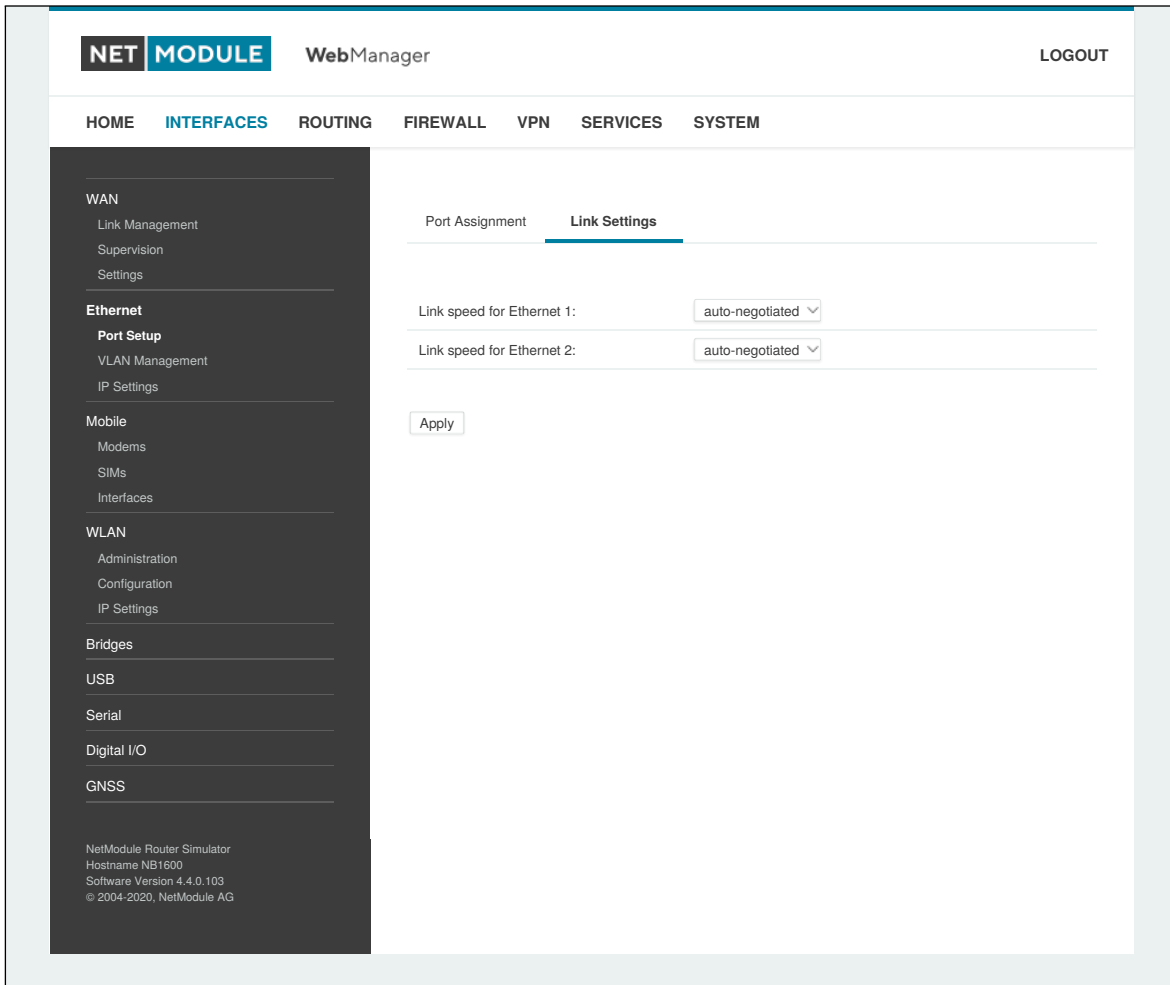 NET MODULE WebManager LOGOUT
HOME INTERFACES ROUTING FIREWALL VPN SERVICES SYSTEM
WAN
Link Management
Supervision
Settings
Ethernet
Port Setup
VLAN Management
IP Settings
Mobile
Modems
SIMs
Interfaces
WLAN
Administration
Configuration
IP Settings
Bridges
USB
Serial
Digital I/O
GNSS
NetModule Router Simulator
Hostname NB1600
Software Version 4.4.0.103
© 2004-2020, NetModule AG
Port Assignment Link Settings
Link speed for Ethernet 1: auto-negotiated
Link speed for Ethernet 2: auto-negotiated
Apply